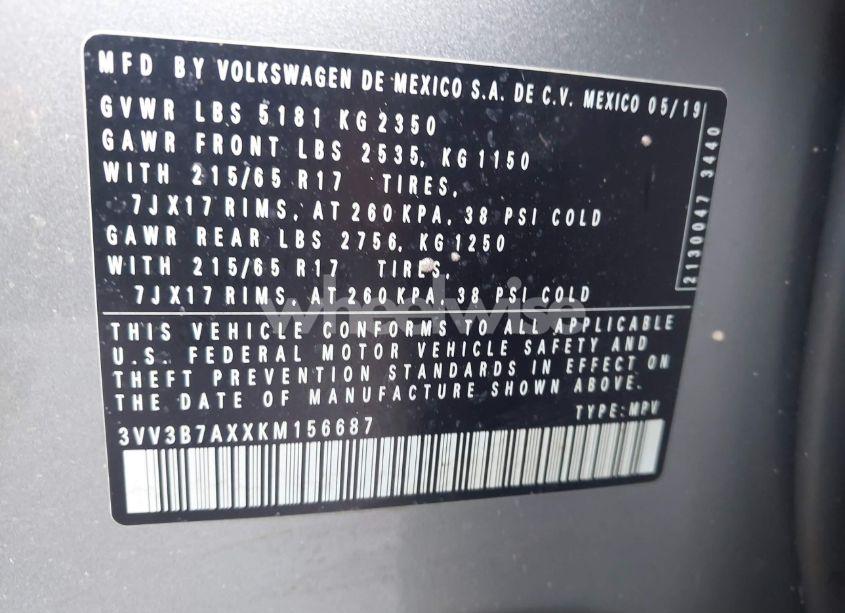 MFD BY VOLKSWAGEN DE MEXICO S.A. DE C.V. MEXICO 05/19
GVWR LBS 5181 KG 2350
GAWR FRONT LBS 2535, KG 1150
WITH 215/65 R17 TIRES,
7JX17 RIMS, AT 260 KPA, 38 PSI COLD
GAWR REAR LBS 2756, KG 1250
WITH 215/65 R17 TIRES,
7JX17 RIMS, AT 260 KPA, 38 PSI COLD
2130047 3440
wheelwise
THIS VEHICLE CONFORMS TO ALL APPLICABLE
U.S. FEDERAL MOTOR VEHICLE SAFETY AND
THEFT PREVENTION STANDARDS IN EFFECT ON
THE DATE OF MANUFACTURE SHOWN ABOVE.
3VV3B7AXXKM156687 TYPE: MPV